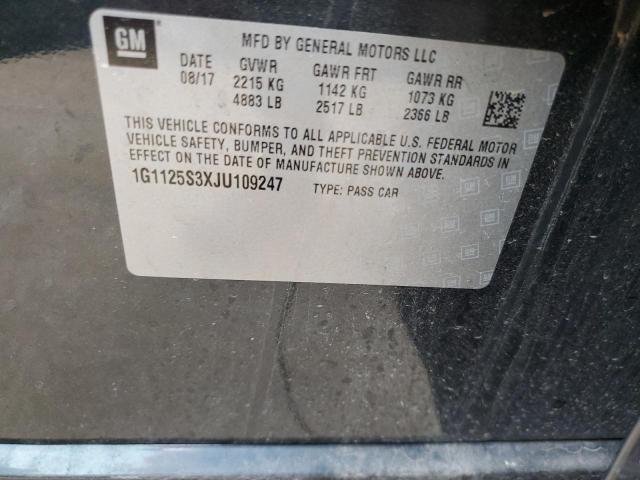 GM
MFD BY GENERAL MOTORS LLC
DATE GVWR GAWR FRT GAWR RR
08/17 2215 KG 1142 KG 1073 KG
4883 LB 2517 LB 2366 LB
THIS VEHICLE CONFORMS TO ALL APPLICABLE U.S. FEDERAL MOTOR
VEHICLE SAFETY, BUMPER, AND THEFT PREVENTION STANDARDS IN
EFFECT ON THE DATE OF MANUFACTURE SHOWN ABOVE.
1G1125S3XJU109247 TYPE: PASS CAR